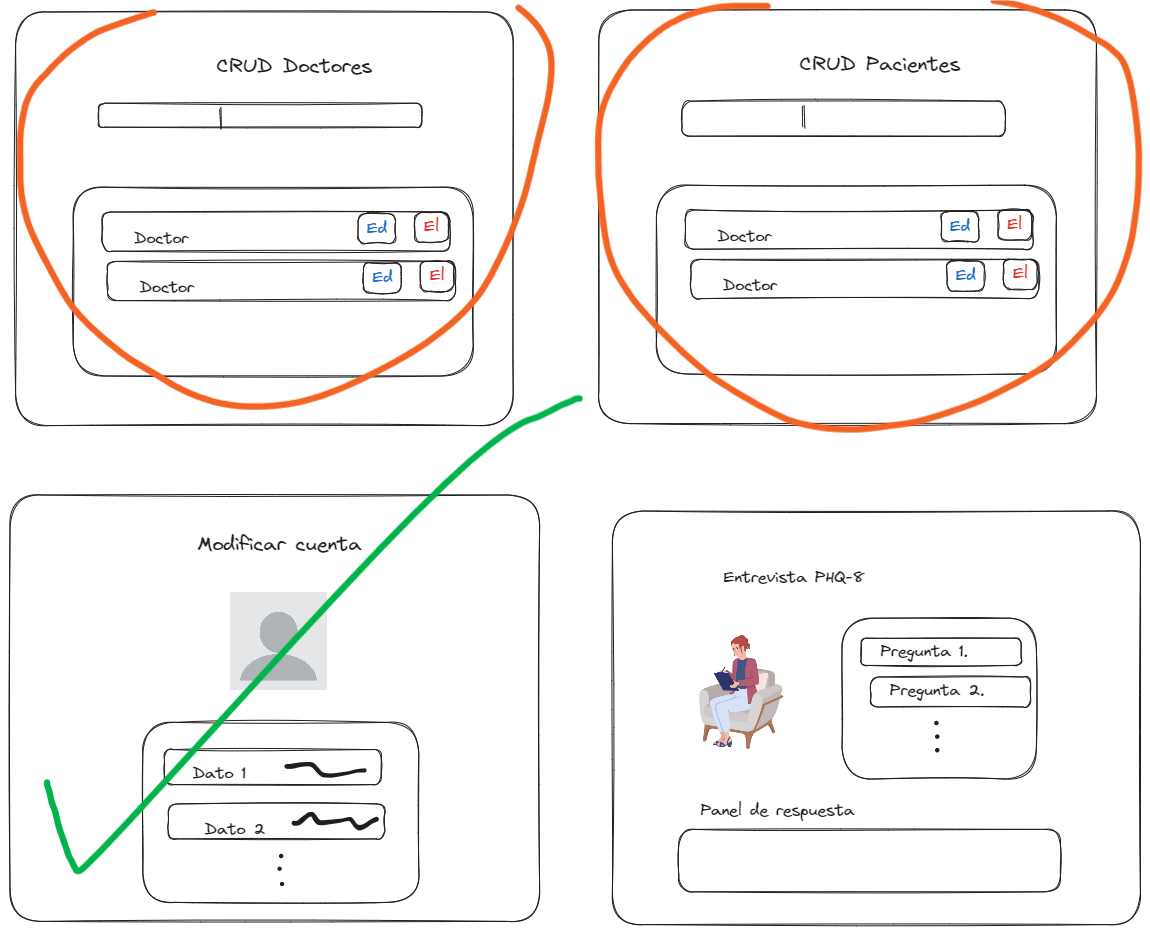 CRUD Doctores
Doctor Ed El
Doctor Ed El
CRUD Pacientes
Doctor Ed El
Doctor Ed El
Modificar cuenta
Dato 1
Dato 2
Entrevista PHQ-8
Pregunta 1.
Pregunta 2.
Panel de respuesta